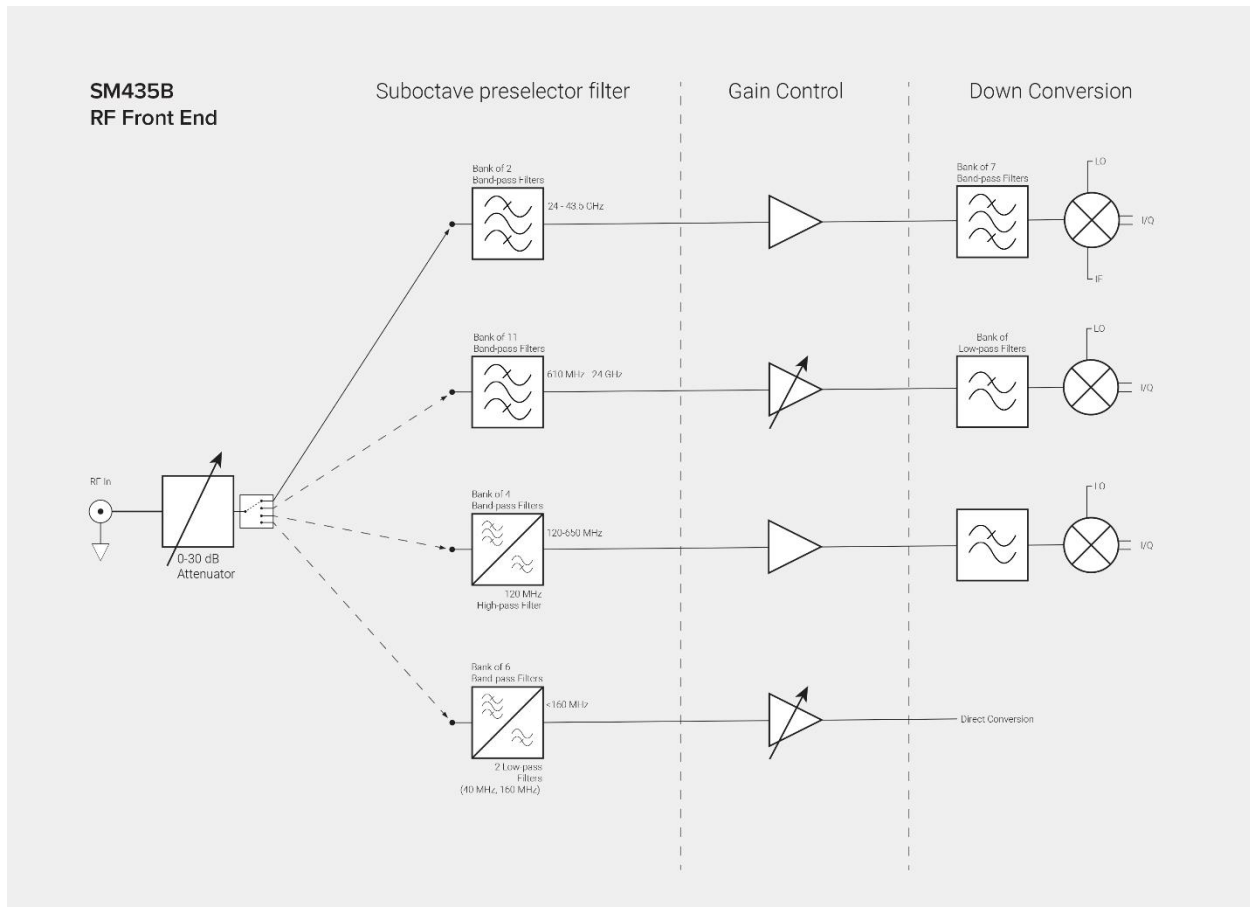 SM435B
RF Front End
Suboctave preselector filter
Gain Control
Down Conversion
Bank of 2
Band-pass Filters
24 - 43.5 GHz
Bank of 7
Band-pass Filters
LO
I/Q
IF
Bank of 11
Band-pass Filters
610 MHz 24 GHz
Bank of
Low-pass Filters
LO
I/Q
RF In
0-30 dB
Attenuator
Bank of 4
Band-pass Filters
120-650 MHz
120 MHz
High-pass Filter
LO
I/Q
Bank of 6
Band pass Filters
<160 MHz
2 Low-pass
Filters
(40 MHz, 160 MHz)
Direct Conversion